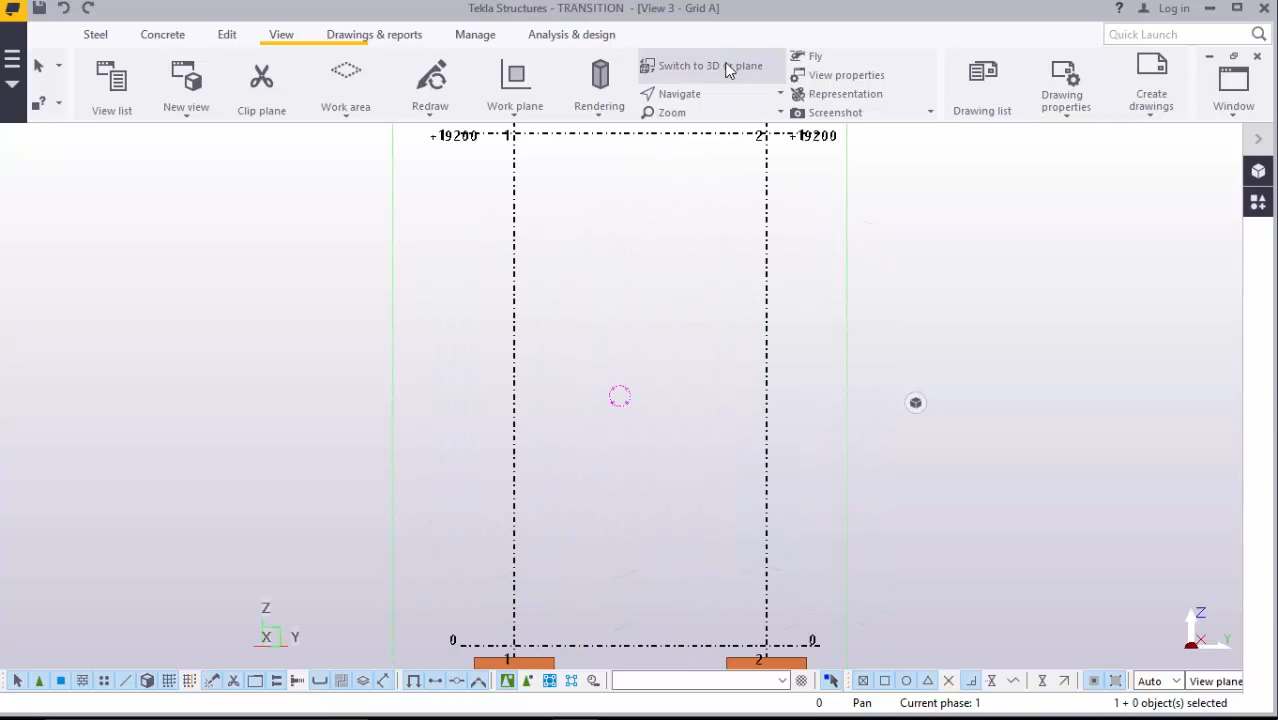 Tekla Structures - TRANSITION - [View 3 - Grid A]
? Log in
Steel Concrete Edit View Drawings & reports Manage Analysis & design
Quick Launch
View list
New view
Clip plane
Work area
Redraw
Work plane
Rendering
Switch to 3D plane
Navigate
Zoom
Fly
View properties
Representation
Screenshot
Drawing list
Drawing
properties
Create
drawings
Window
+19200 1 2 +19200
Z
X Y
Z
X Y
0 0
1 2
Auto View plane
0 Pan Current phase: 1 1 + 0 object(s) selected